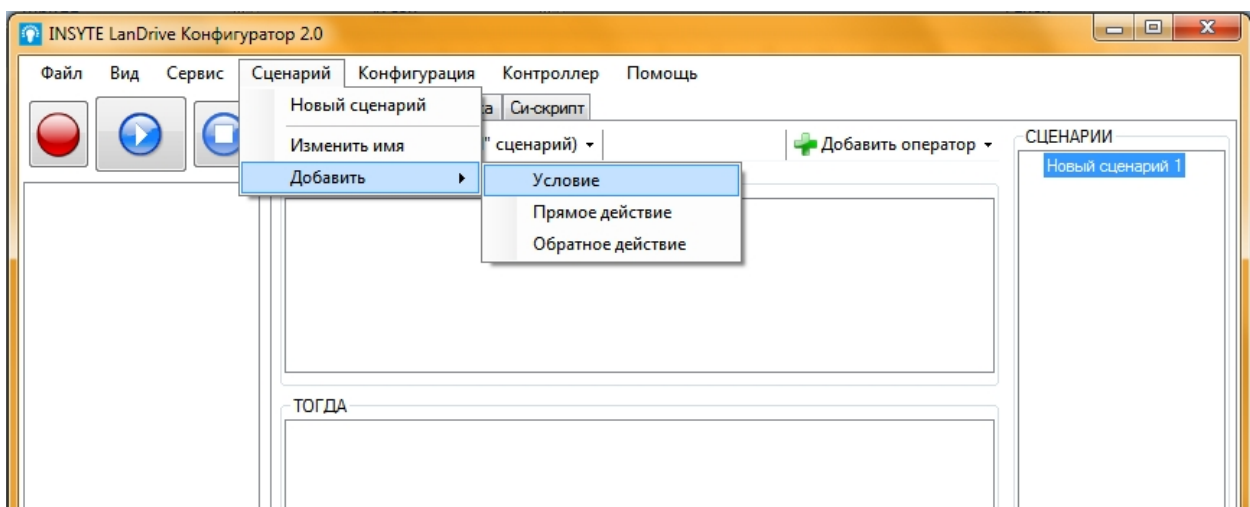 INSYTE LanDrive Конфигуратор 2.0
Файл Вид Сервис Сценарий Конфигурация Контроллер Помощь
Новый сценарий
Си-скрипт
Изменить имя
" сценарий)
Добавить оператор
СЦЕНАРИИ
Добавить
Условие
Новый сценарий 1
Прямое действие
Обратное действие
ТОГДА